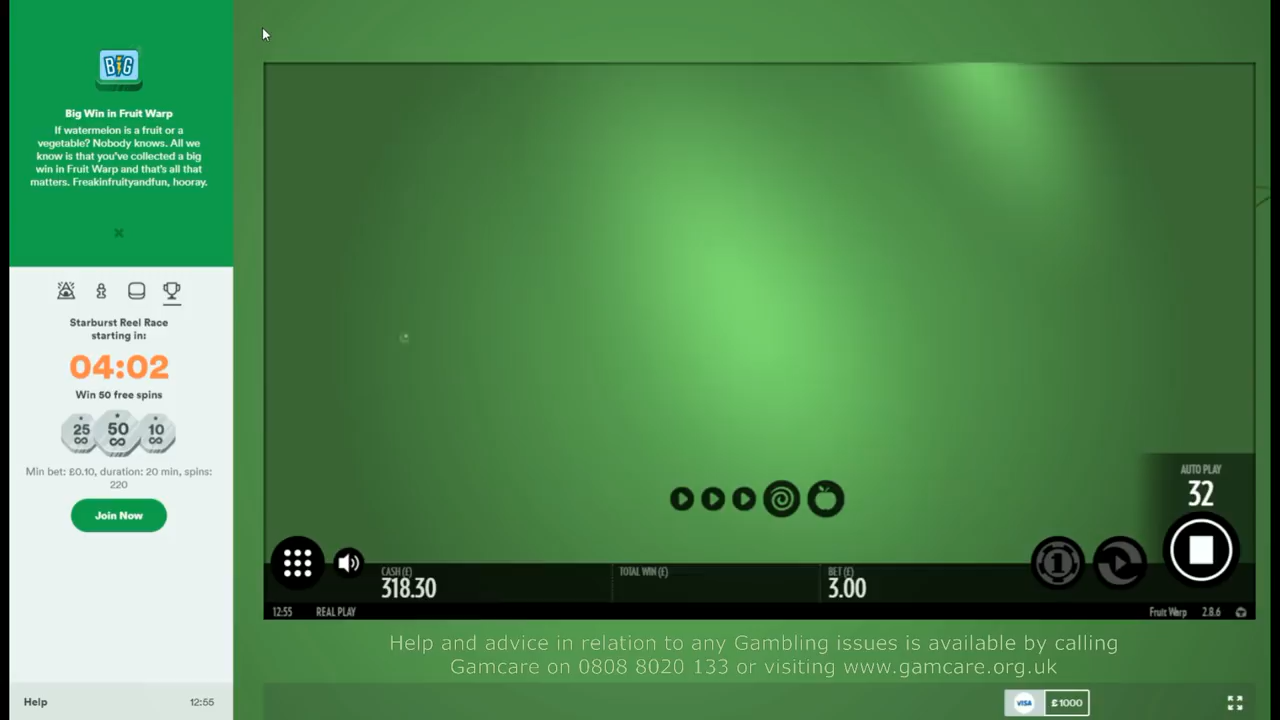 BIG
Big Win in Fruit Warp
If watermelon is a fruit or a
vegetable? Nobody knows. All we
know is that you've collected a big
win in Fruit Warp and that's all that
matters. Freakinfruityandfun, hooray.
Starburst Reel Race
starting in:
04:02
Win 50 free spins
25 50 10
Min bet: £0.10, duration: 20 min, spins:
220
Join Now
Help 12:55
AUTO PLAY
32
1
CASH (£) TOTAL WIN (£) BET (£)
318.30 3.00
12:55 REAL PLAY Fruit Warp 2.8.6
Help and advice in relation to any Gambling issues is available by calling
Gamcare on 0808 8020 133 or visiting www.gamcare.org.uk
VISA £1000